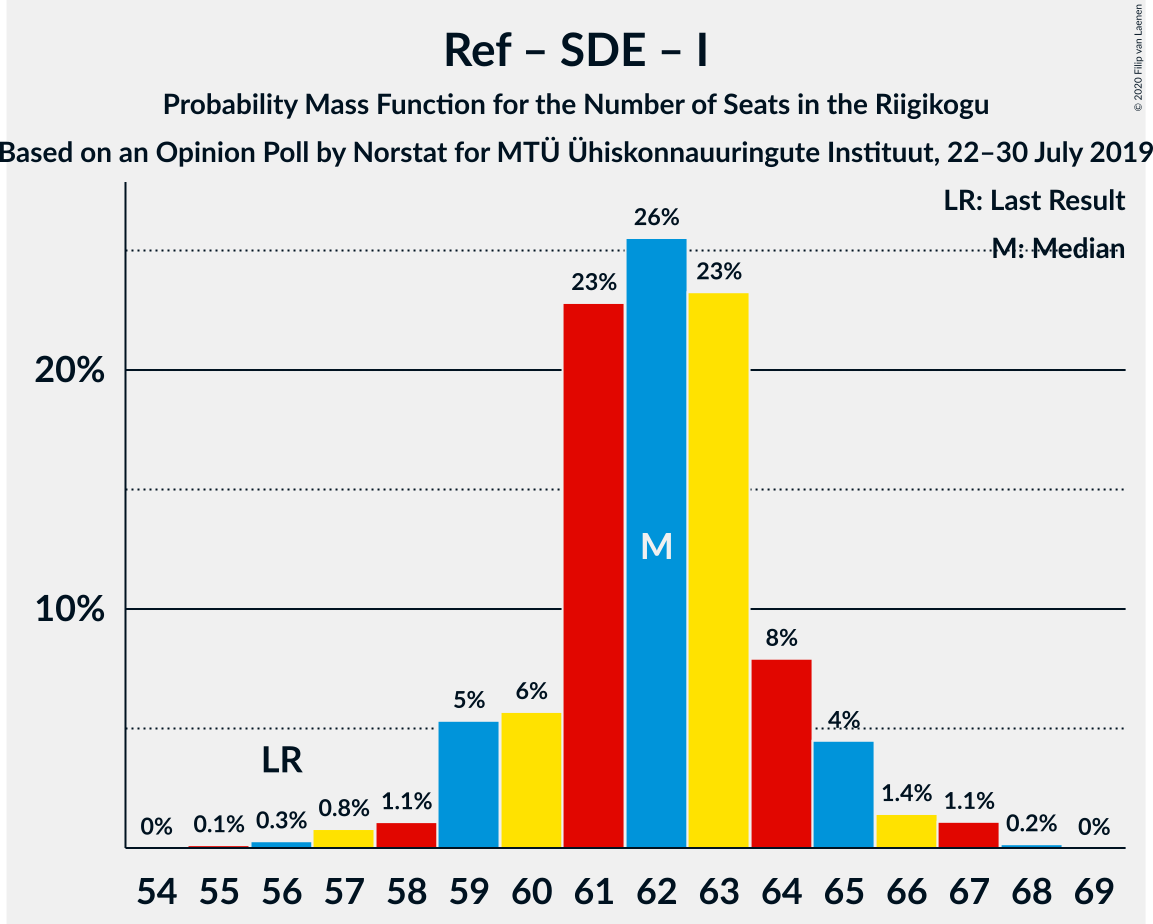 Ref – SDE – I
Probability Mass Function for the Number of Seats in the Riigikogu
Based on an Opinion Poll by Norstat for MTÜ Ühiskonnauuringute Instituut, 22–30 July 2019
© 2020 Filip van Laenen
LR: Last Result
M: Median
20%
10%
0% 0.1% 0.3% 0.8% 1.1% 5% 6% 23% 26% 23% 8% 4% 1.4% 1.1% 0.2% 0%
LR
M
54 55 56 57 58 59 60 61 62 63 64 65 66 67 68 69